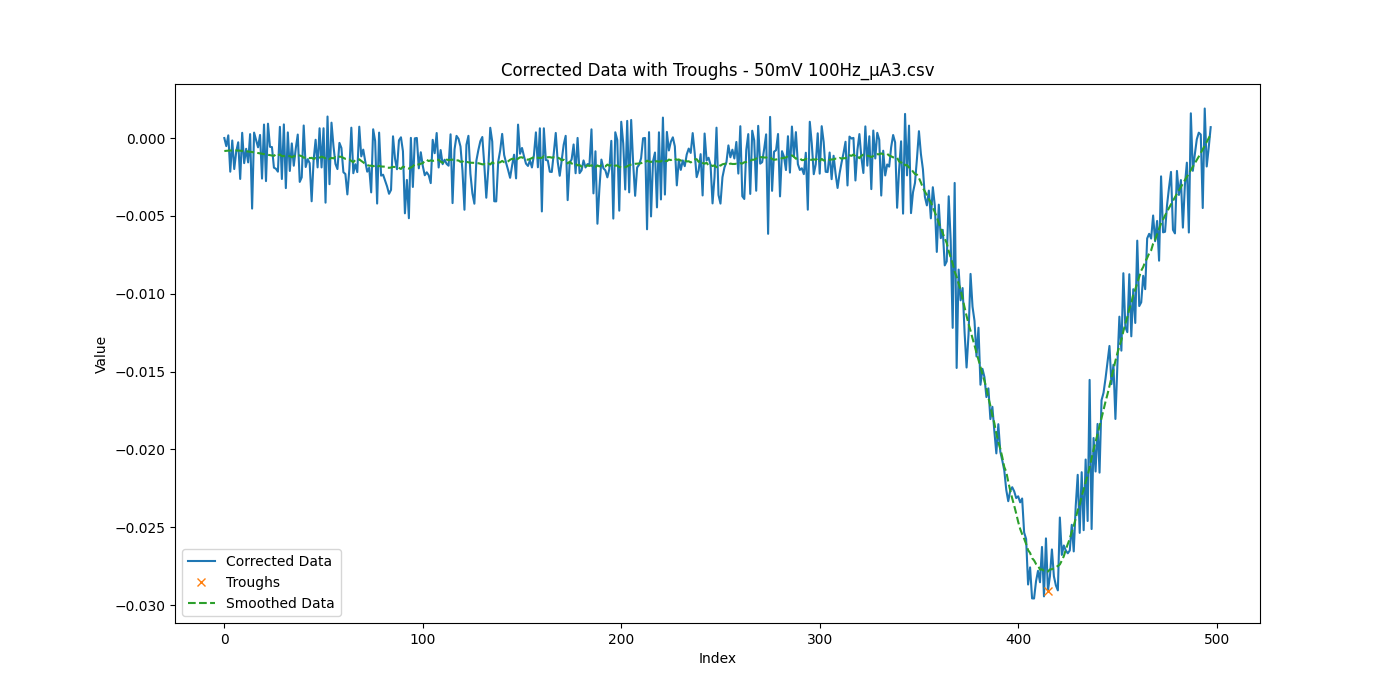 Corrected Data with Troughs - 50mV 100Hz_μA3.csv
Value
0.000
−0.005
−0.010
−0.015
−0.020
−0.025
−0.030
Corrected Data
Troughs
Smoothed Data
0 100 200 300 400 500
Index